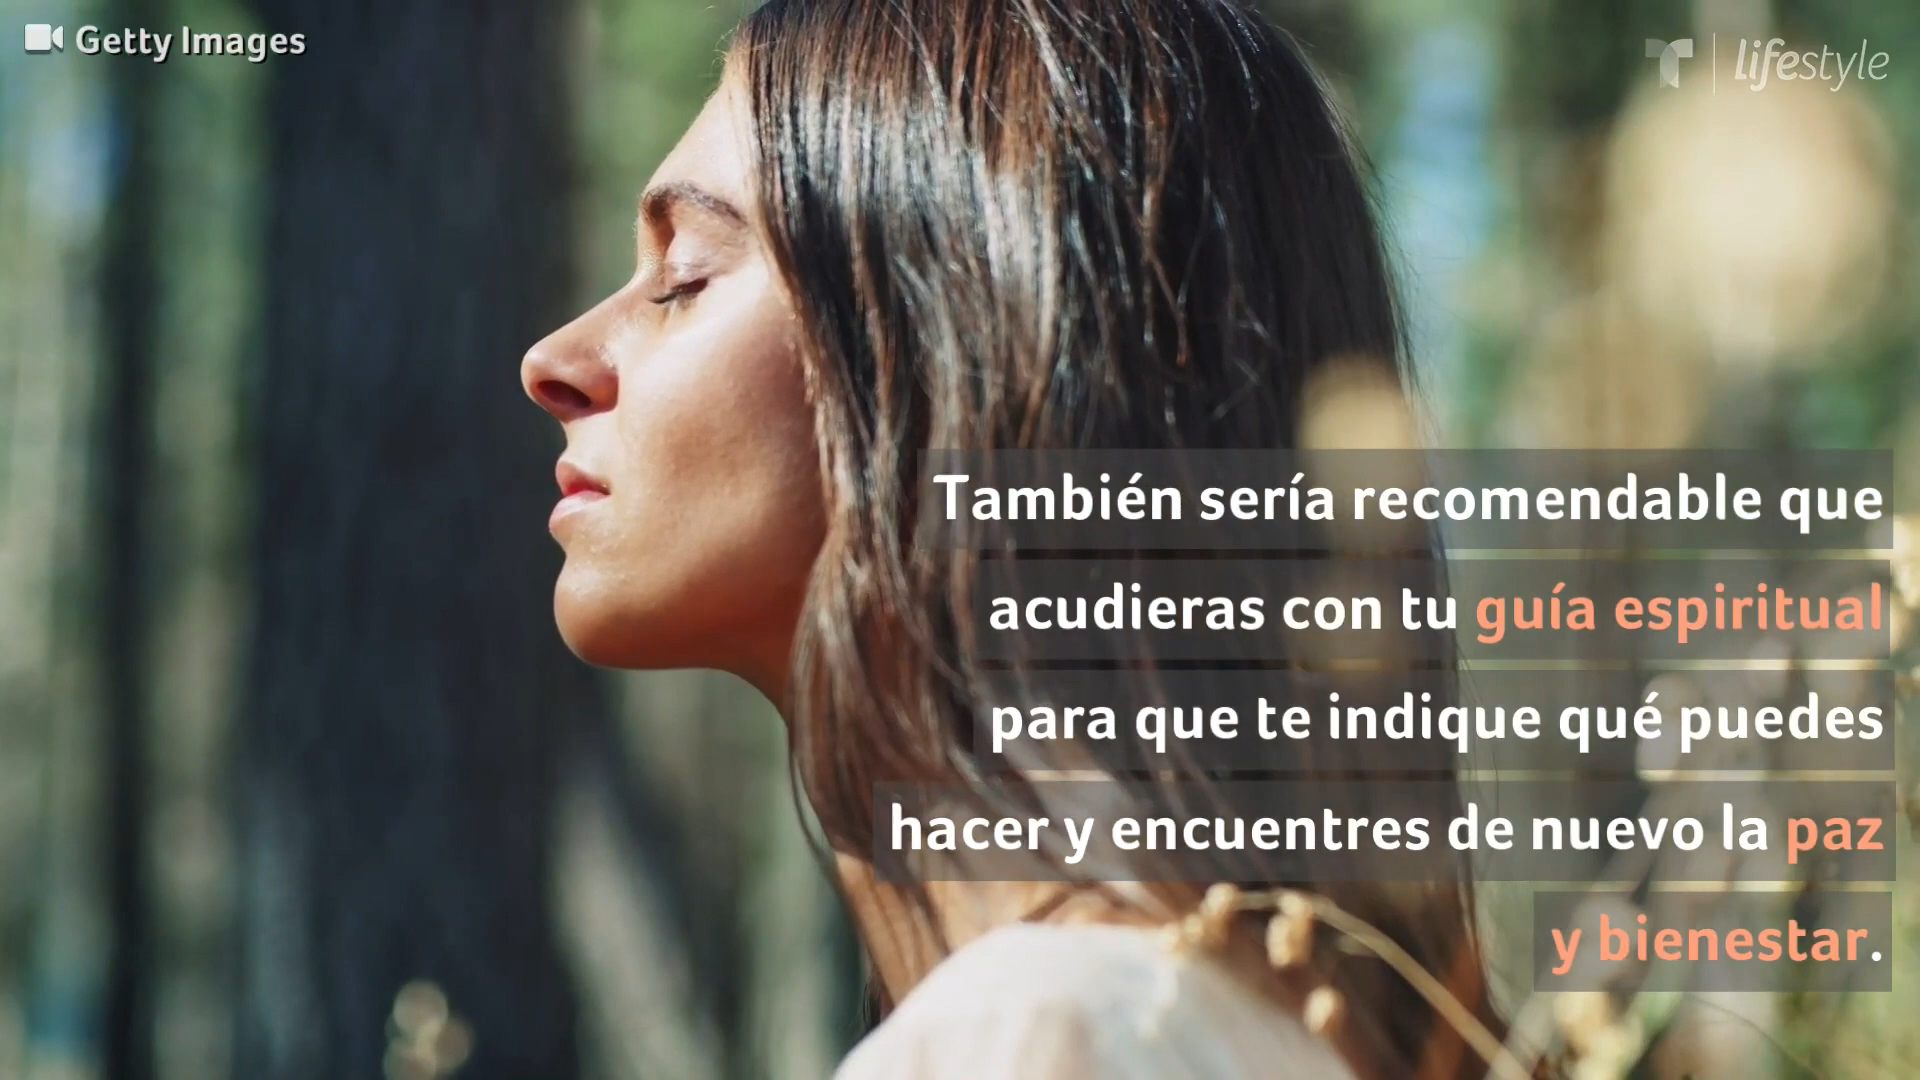 Getty Images
lifestyle
También sería recomendable que
acudieras con tu guía espiritual
para que te indique qué puedes
hacer y encuentres de nuevo la paz
y bienestar.